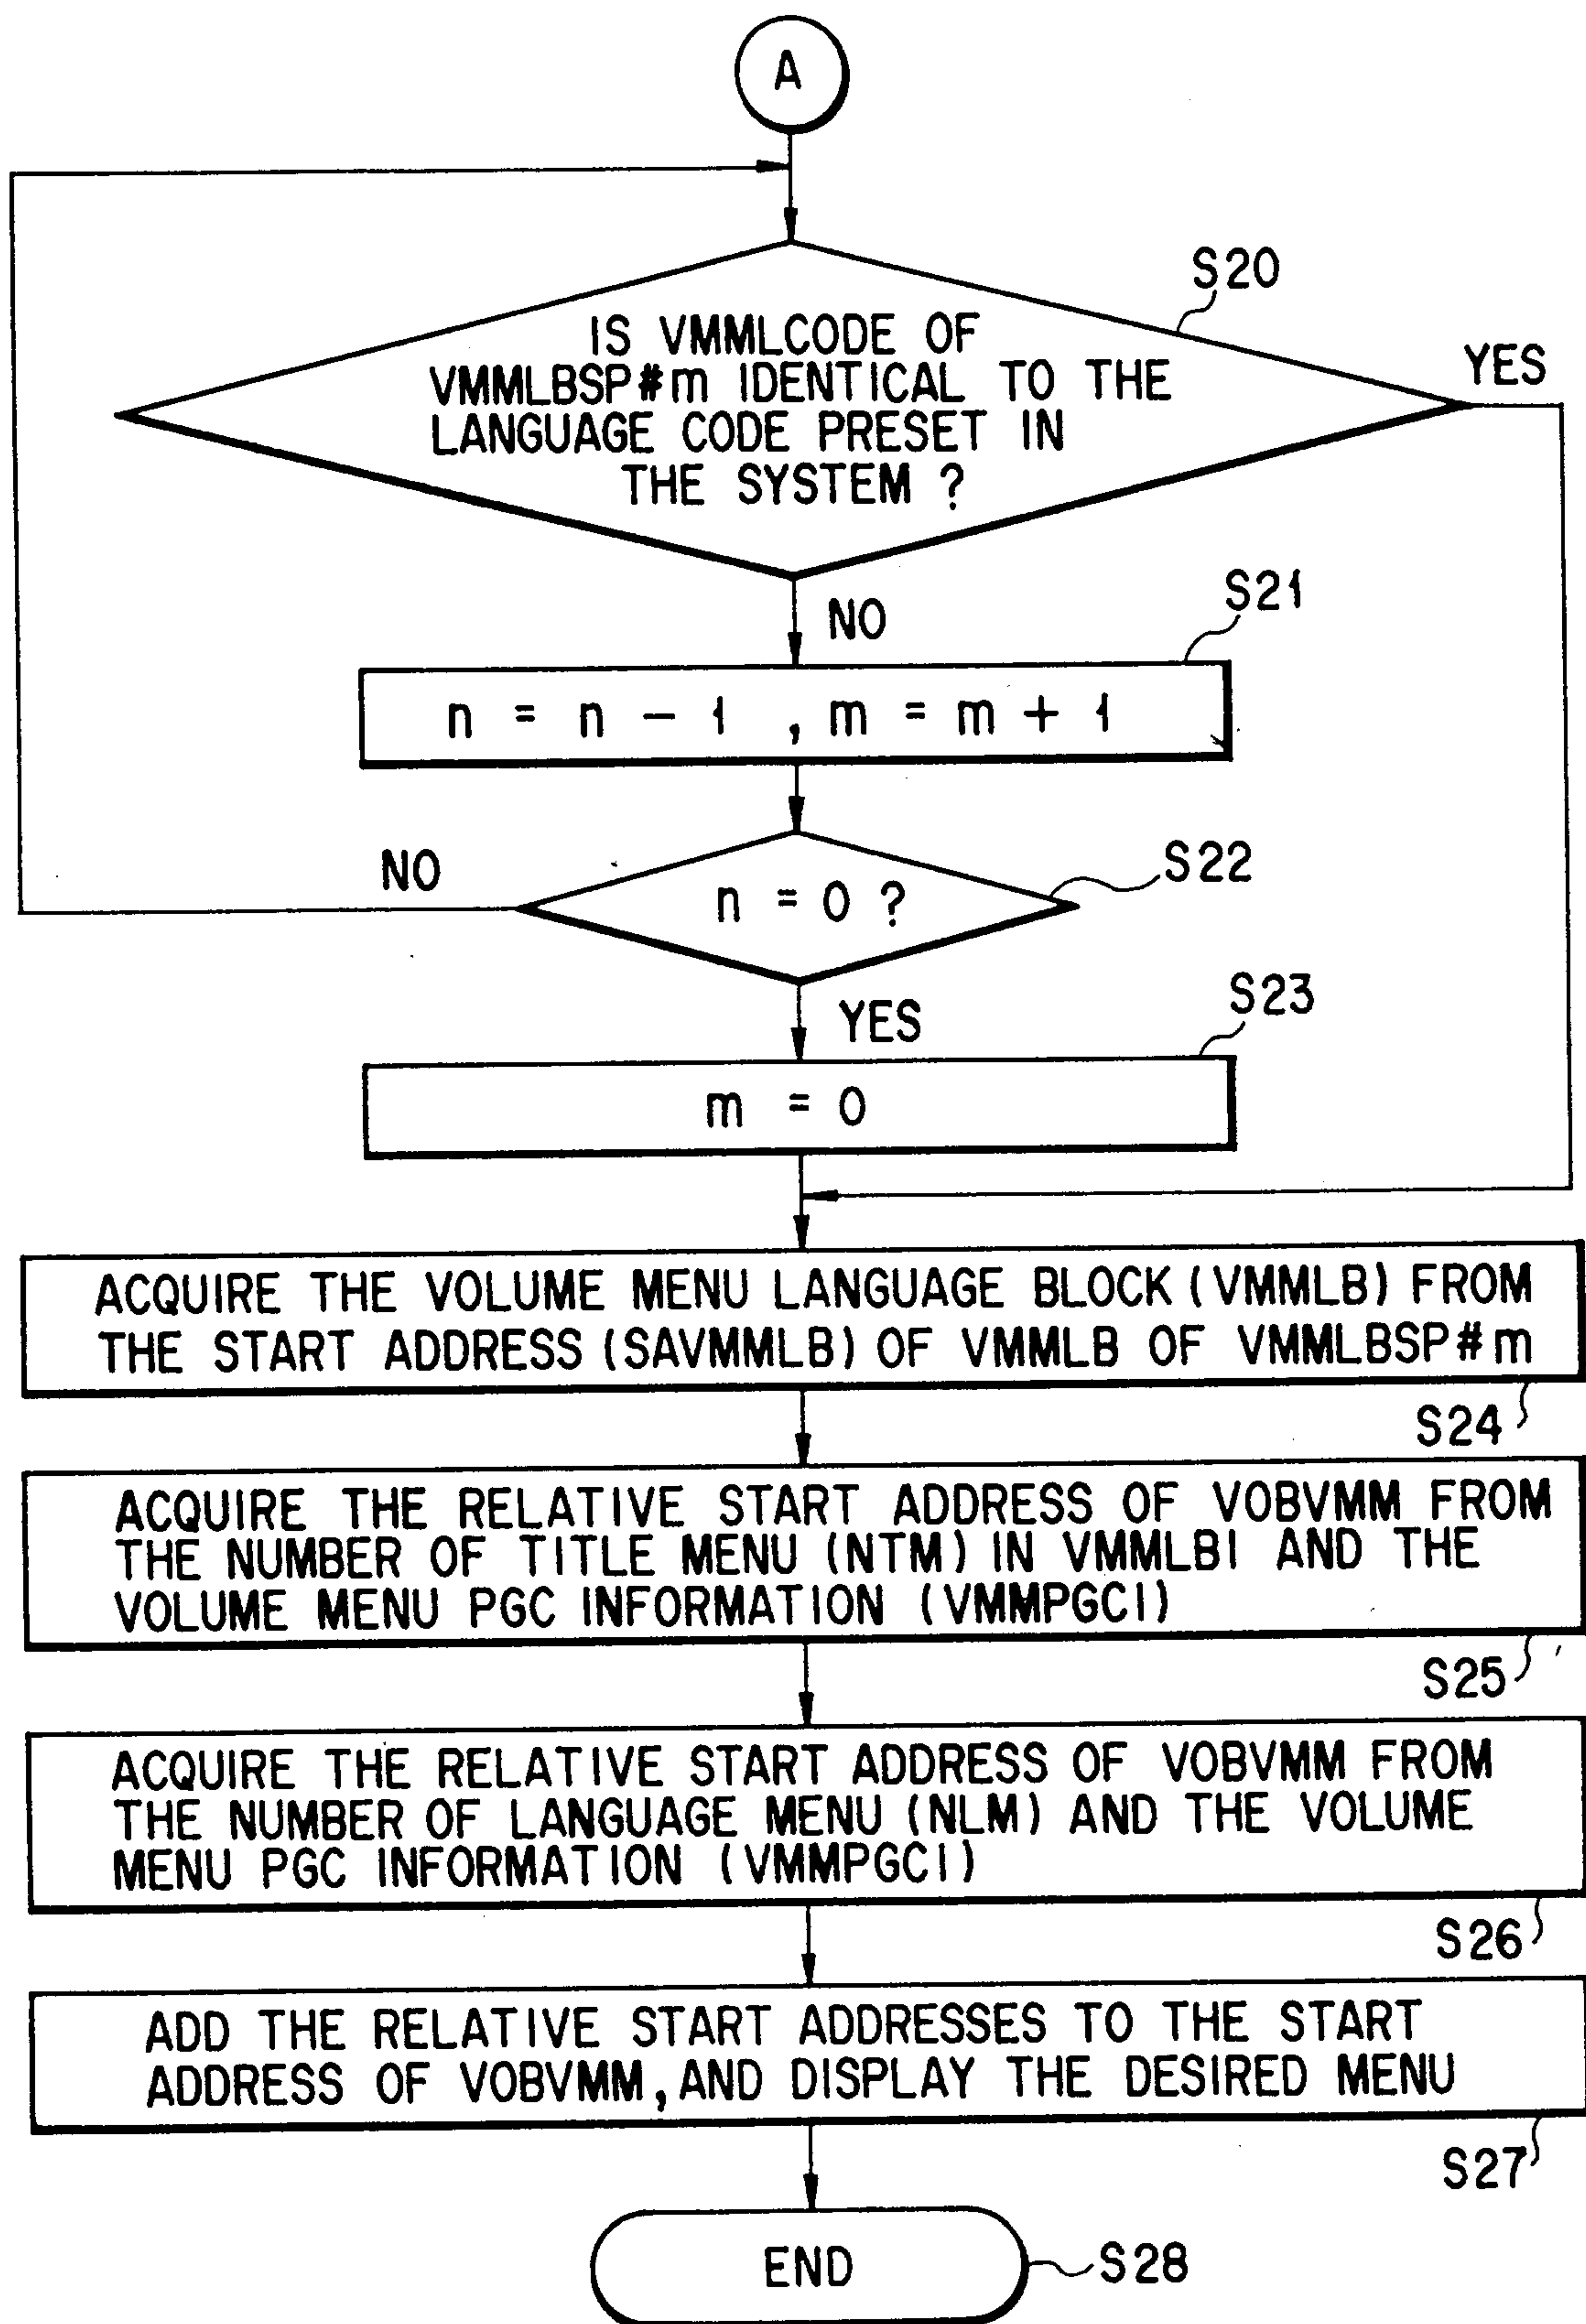 A
S20
IS VMMLCODE OF
VMMLBSP#m IDENTICAL TO THE
LANGUAGE CODE PRESET IN
THE SYSTEM ?
YES
NO
S21
n = n - 1 , m = m + 1
NO
n = 0 ?
S22
YES
S23
m = 0
ACQUIRE THE VOLUME MENU LANGUAGE BLOCK (VMMLB) FROM
THE START ADDRESS (SAVMMLB) OF VMMLB OF VMMLBSP#m
S24
ACQUIRE THE RELATIVE START ADDRESS OF VOBVMM FROM
THE NUMBER OF TITLE MENU (NTM) IN VMMLBI AND THE
VOLUME MENU PGC INFORMATION (VMMPGCI)
S25
ACQUIRE THE RELATIVE START ADDRESS OF VOBVMM FROM
THE NUMBER OF LANGUAGE MENU (NLM) AND THE VOLUME
MENU PGC INFORMATION (VMMPGCI)
S26
ADD THE RELATIVE START ADDRESSES TO THE START
ADDRESS OF VOBVMM, AND DISPLAY THE DESIRED MENU
S27
END
S28